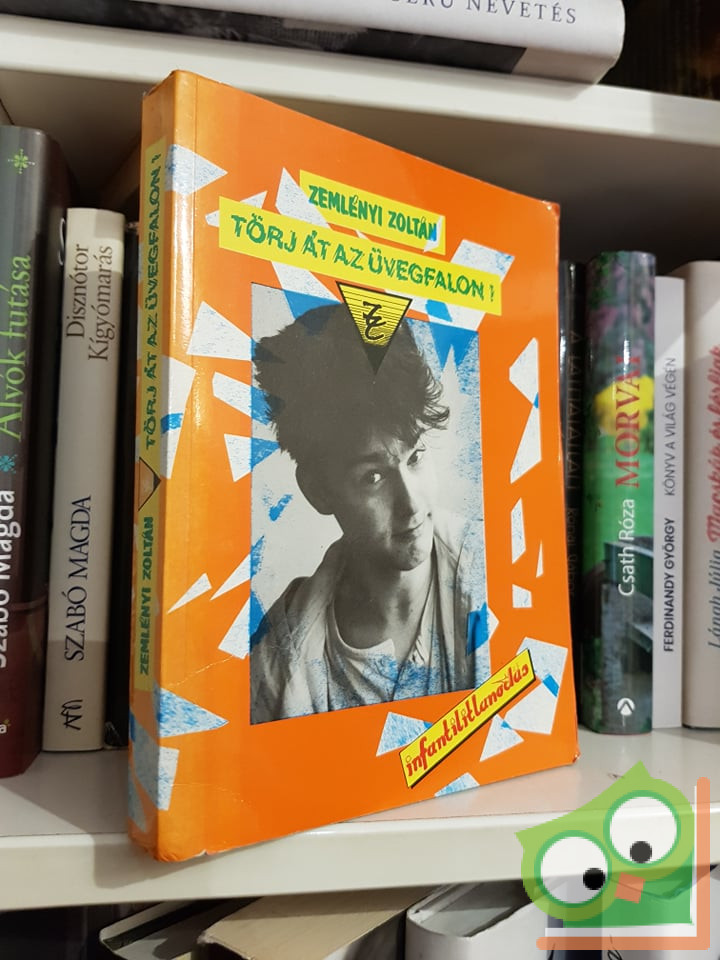 NEVETÉS
ZEMLÉNYI ZOLTÁN
TÖRJ ÁT AZ ÜVEGFALON!
ZZ
infantilitlanodás
ZEMLÉNYI ZOLTÁN TÖRJ ÁT AZ ÜVEGFALON!
Szabó Magda Alvók futása
SZABÓ MAGDA Disznótor
Kígyómarás
Csath Róza MORVAI
FERDINANDY GYÖRGY KÖNYV A VILÁG VÉGÉN